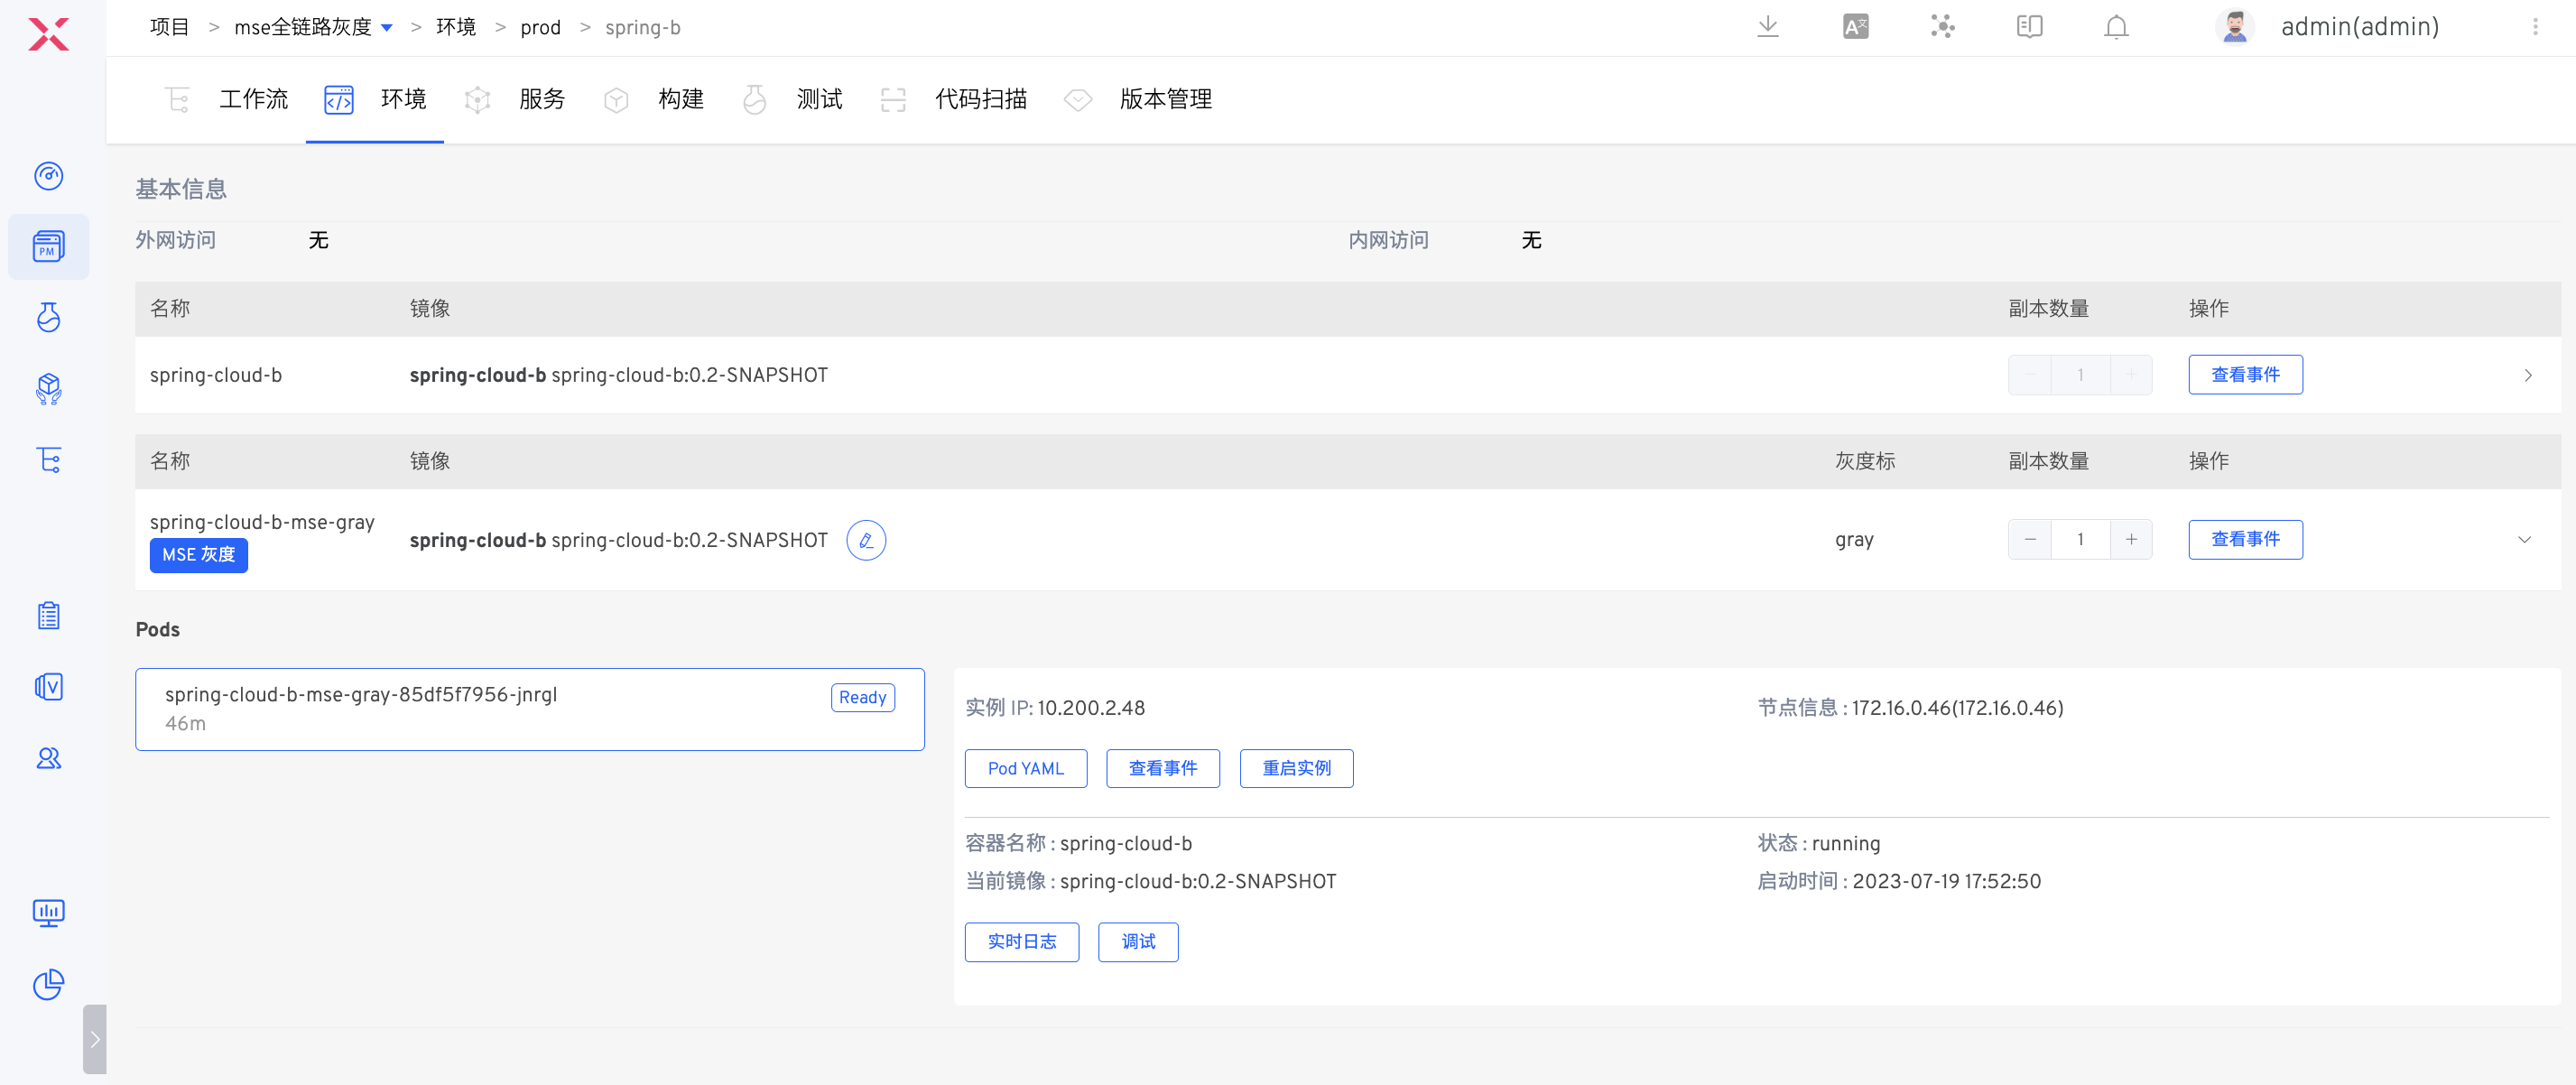 项目 > mse全链路灰度 > 环境 > prod > spring-b
A文
admin(admin)
工作流 环境 服务 构建 测试 代码扫描 版本管理
PM
V
基本信息
外网访问 无 内网访问 无
名称 镜像 副本数量 操作
spring-cloud-b spring-cloud-b spring-cloud-b:0.2-SNAPSHOT − 1 + 查看事件
名称 镜像 灰度标 副本数量 操作
spring-cloud-b-mse-gray
MSE 灰度
spring-cloud-b spring-cloud-b:0.2-SNAPSHOT gray − 1 + 查看事件
Pods
spring-cloud-b-mse-gray-85df5f7956-jnrgl Ready
46m
实例 IP: 10.200.2.48 节点信息 : 172.16.0.46(172.16.0.46)
Pod YAML 查看事件 重启实例
容器名称 : spring-cloud-b 状态 : running
当前镜像 : spring-cloud-b:0.2-SNAPSHOT 启动时间 : 2023-07-19 17:52:50
实时日志 调试